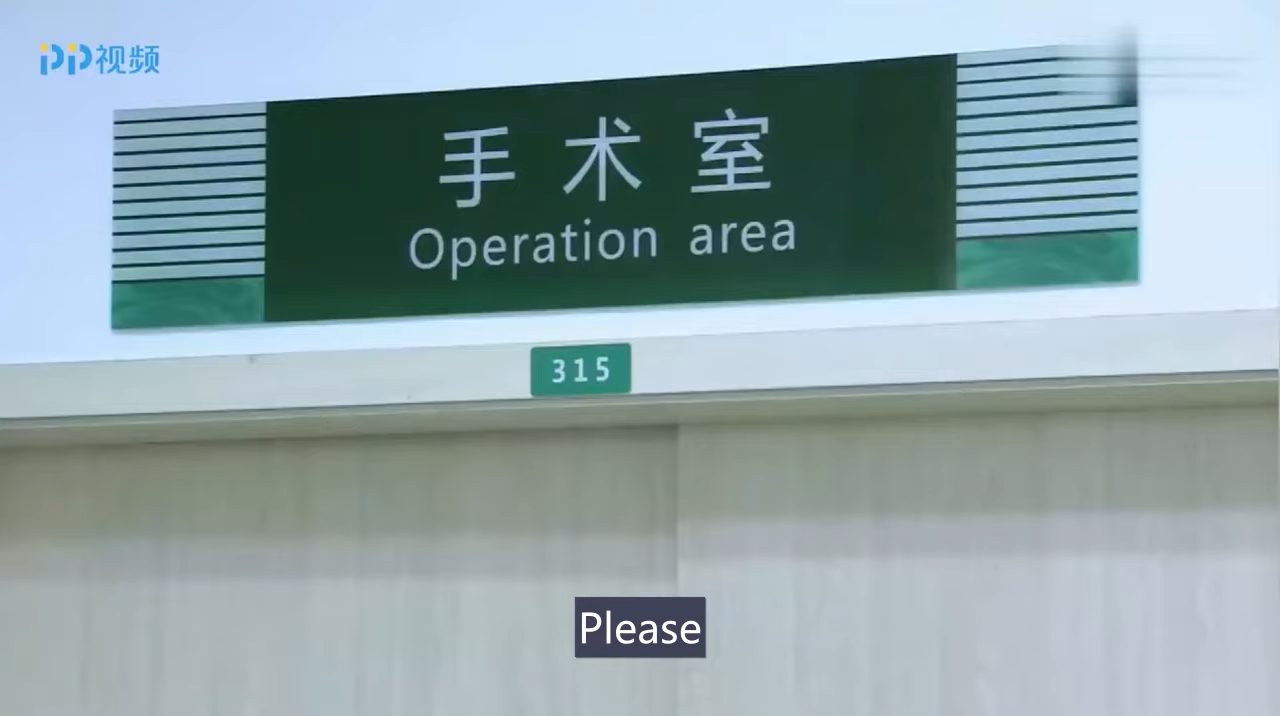 PP视频
手术室
Operation area
315
Please